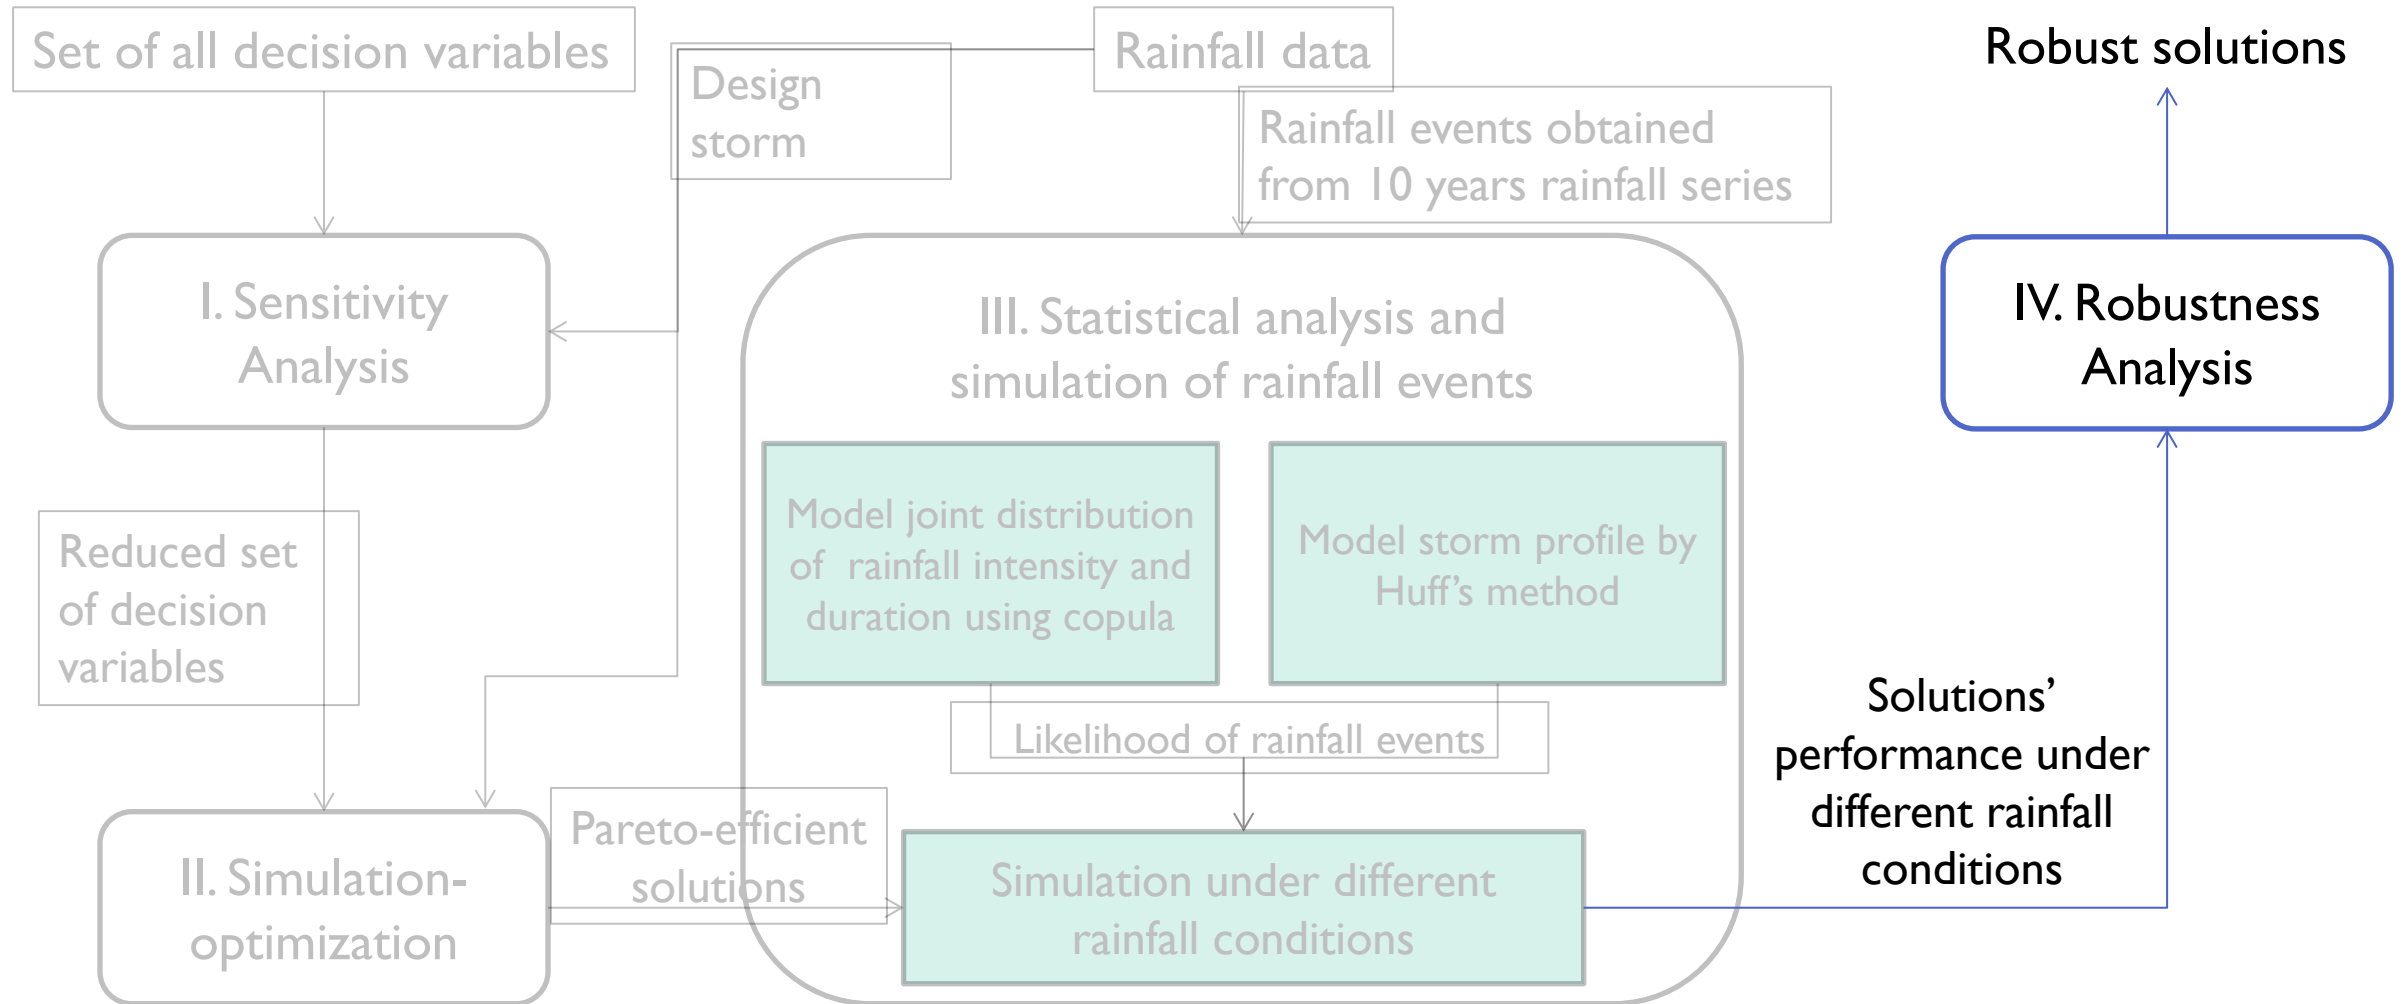 Set of all decision variables
Design
storm
Rainfall data
Rainfall events obtained
from 10 years rainfall series
Robust solutions
I. Sensitivity
Analysis
III. Statistical analysis and
simulation of rainfall events
IV. Robustness
Analysis
Model joint distribution
of rainfall intensity and
duration using copula
Model storm profile by
Huff’s method
Reduced set
of decision
variables
Likelihood of rainfall events
Solutions’
performance under
different rainfall
conditions
Pareto-efficient
solutions
II. Simulation-
optimization
Simulation under different
rainfall conditions